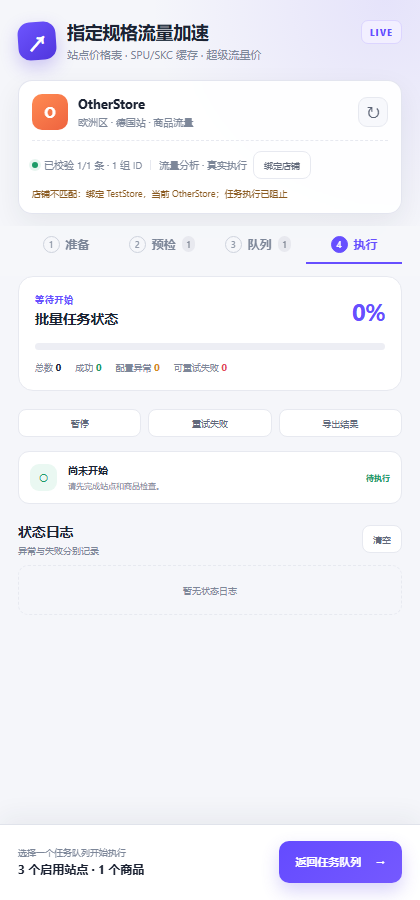 指定规格流量加速
LIVE
站点价格表 · SPU/SKC 缓存 · 超级流量价
O
OtherStore
欧洲区 · 德国站 · 商品流量
已校验 1/1 条 · 1 组 ID
流量分析 · 真实执行
绑定店铺
店铺不匹配：绑定 TestStore，当前 OtherStore；任务执行已阻止
1 准备
2 预检 1
3 队列 1
4 执行
等待开始
批量任务状态
0%
总数 0 成功 0 配置异常 0 可重试失败 0
暂停
重试失败
导出结果
尚未开始
请先完成站点和商品检查。
待执行
状态日志
异常与失败分别记录
清空
暂无状态日志
选择一个任务队列开始执行
3 个启用站点 · 1 个商品
返回任务队列 →